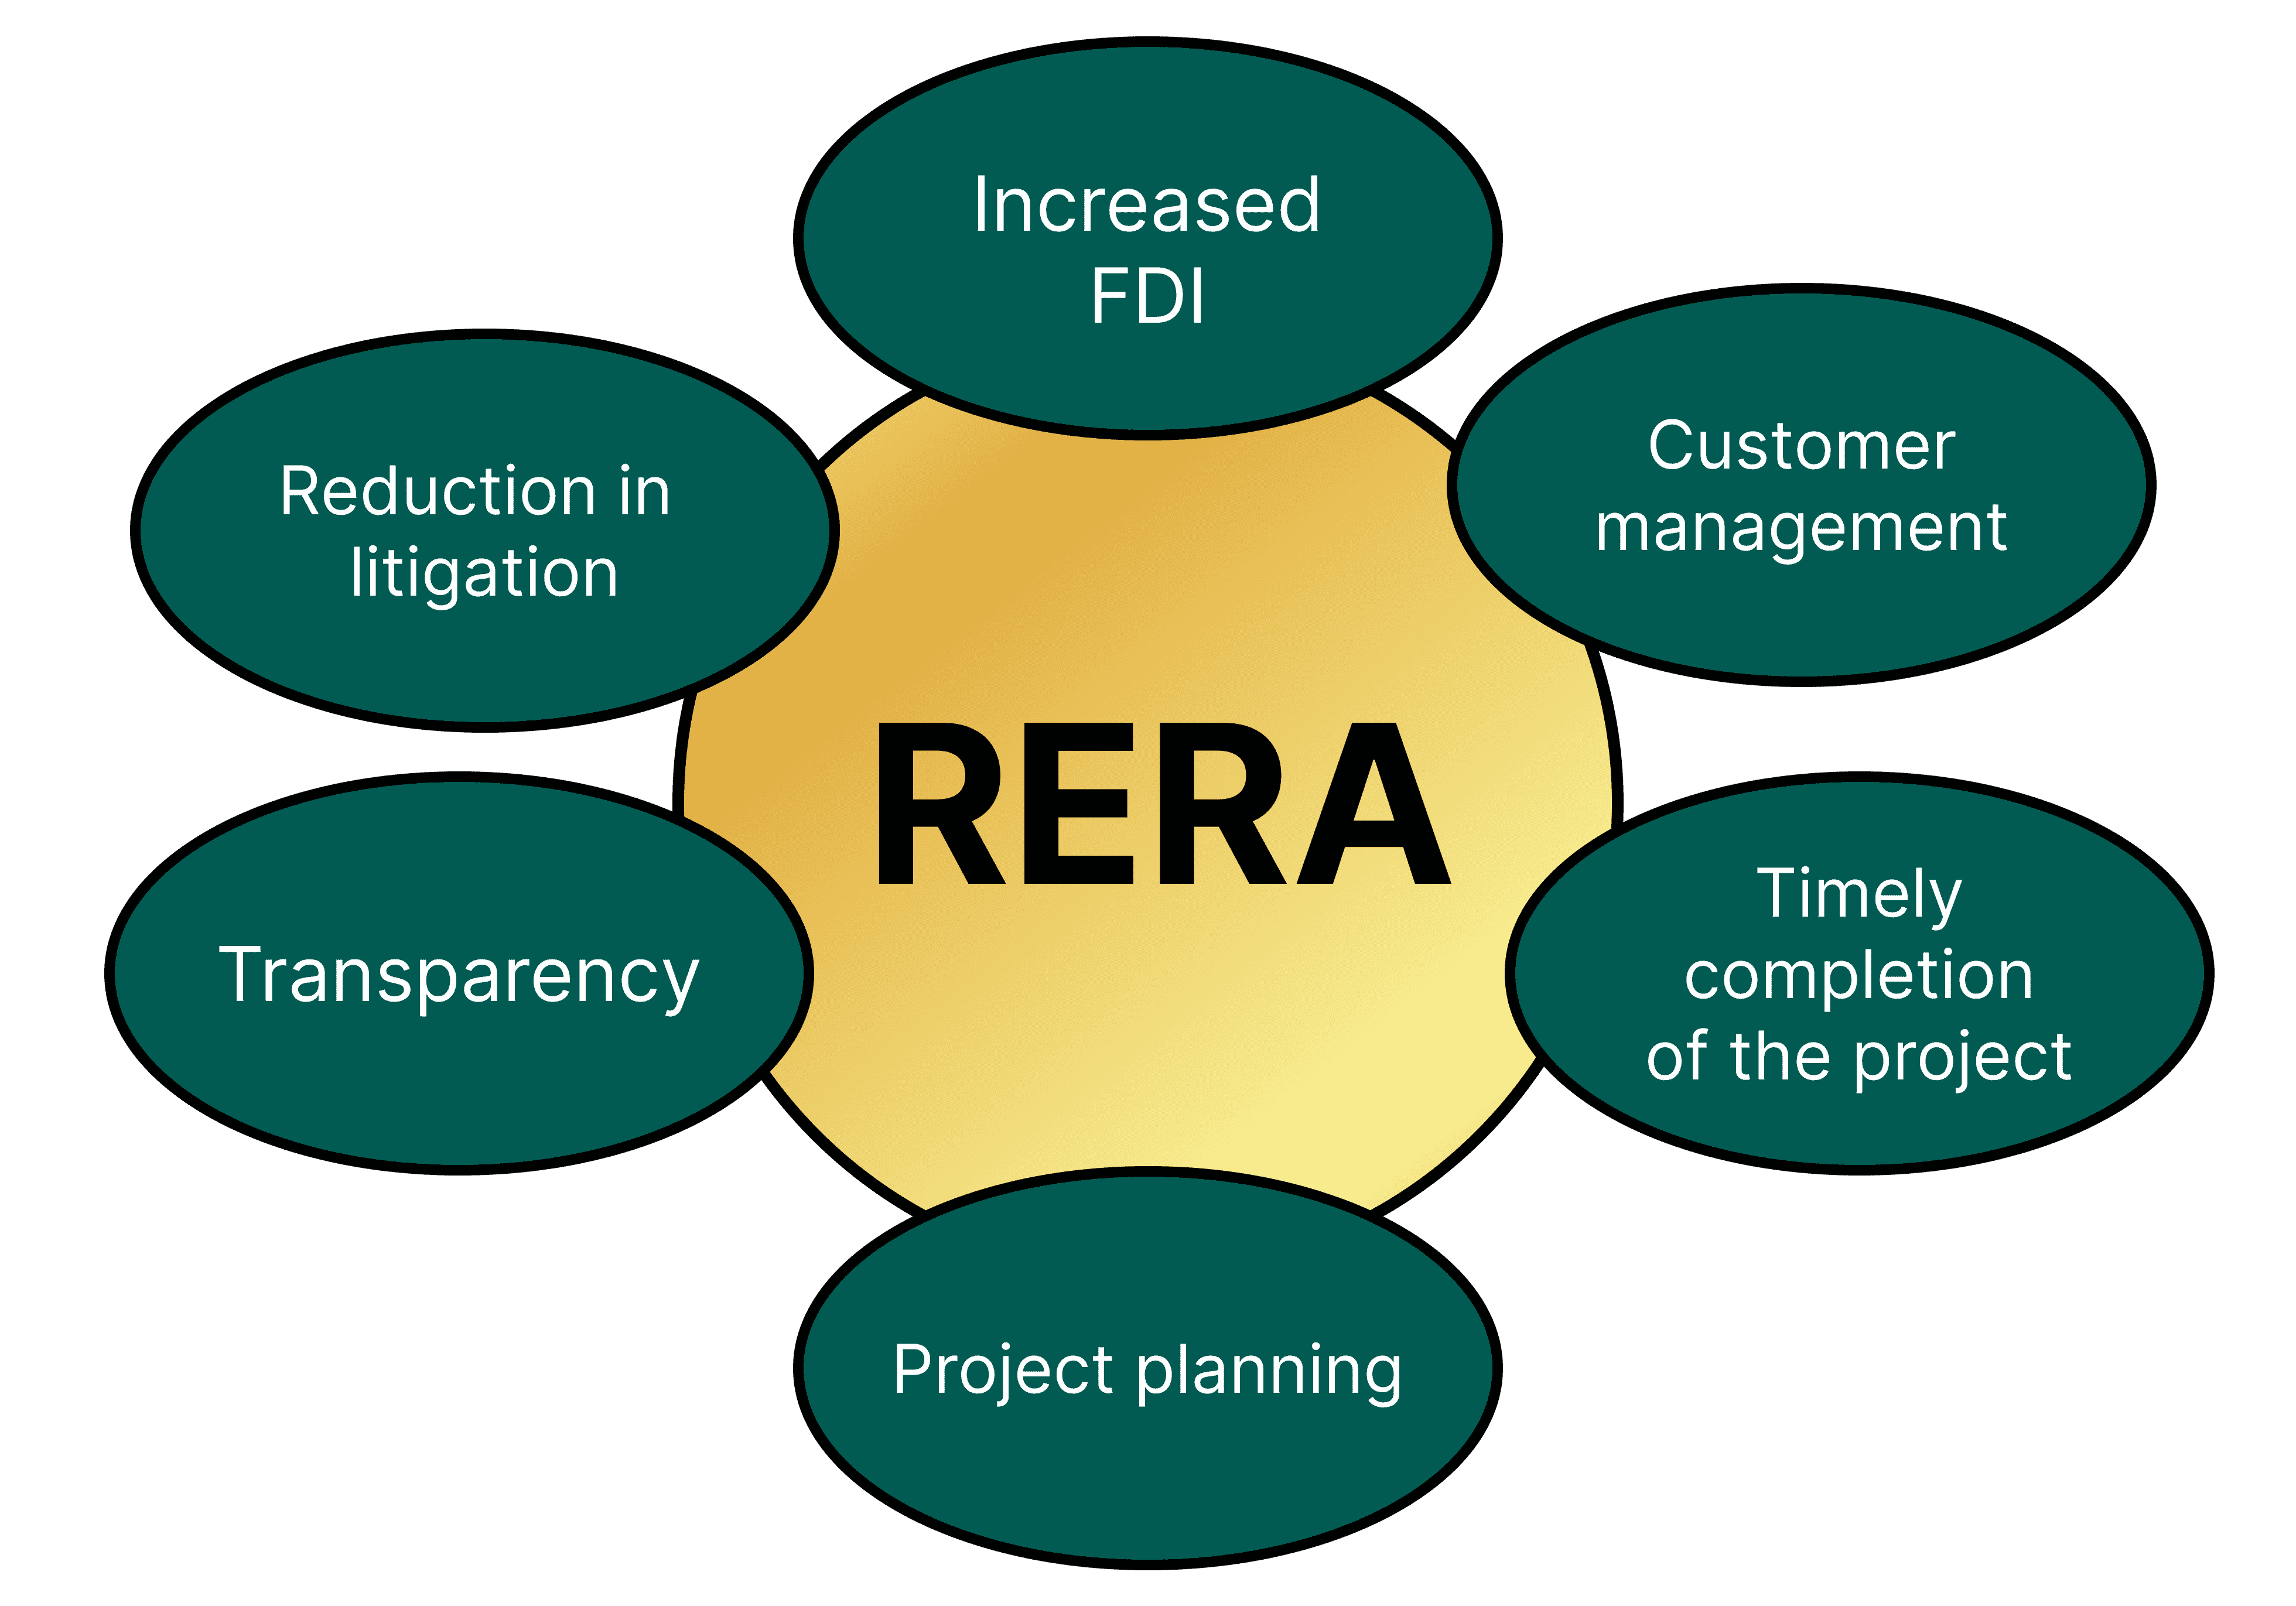 Increased
FDI
Customer
management
Reduction in
litigation
RERA
Timely
completion
of the project
Transparency
Project planning